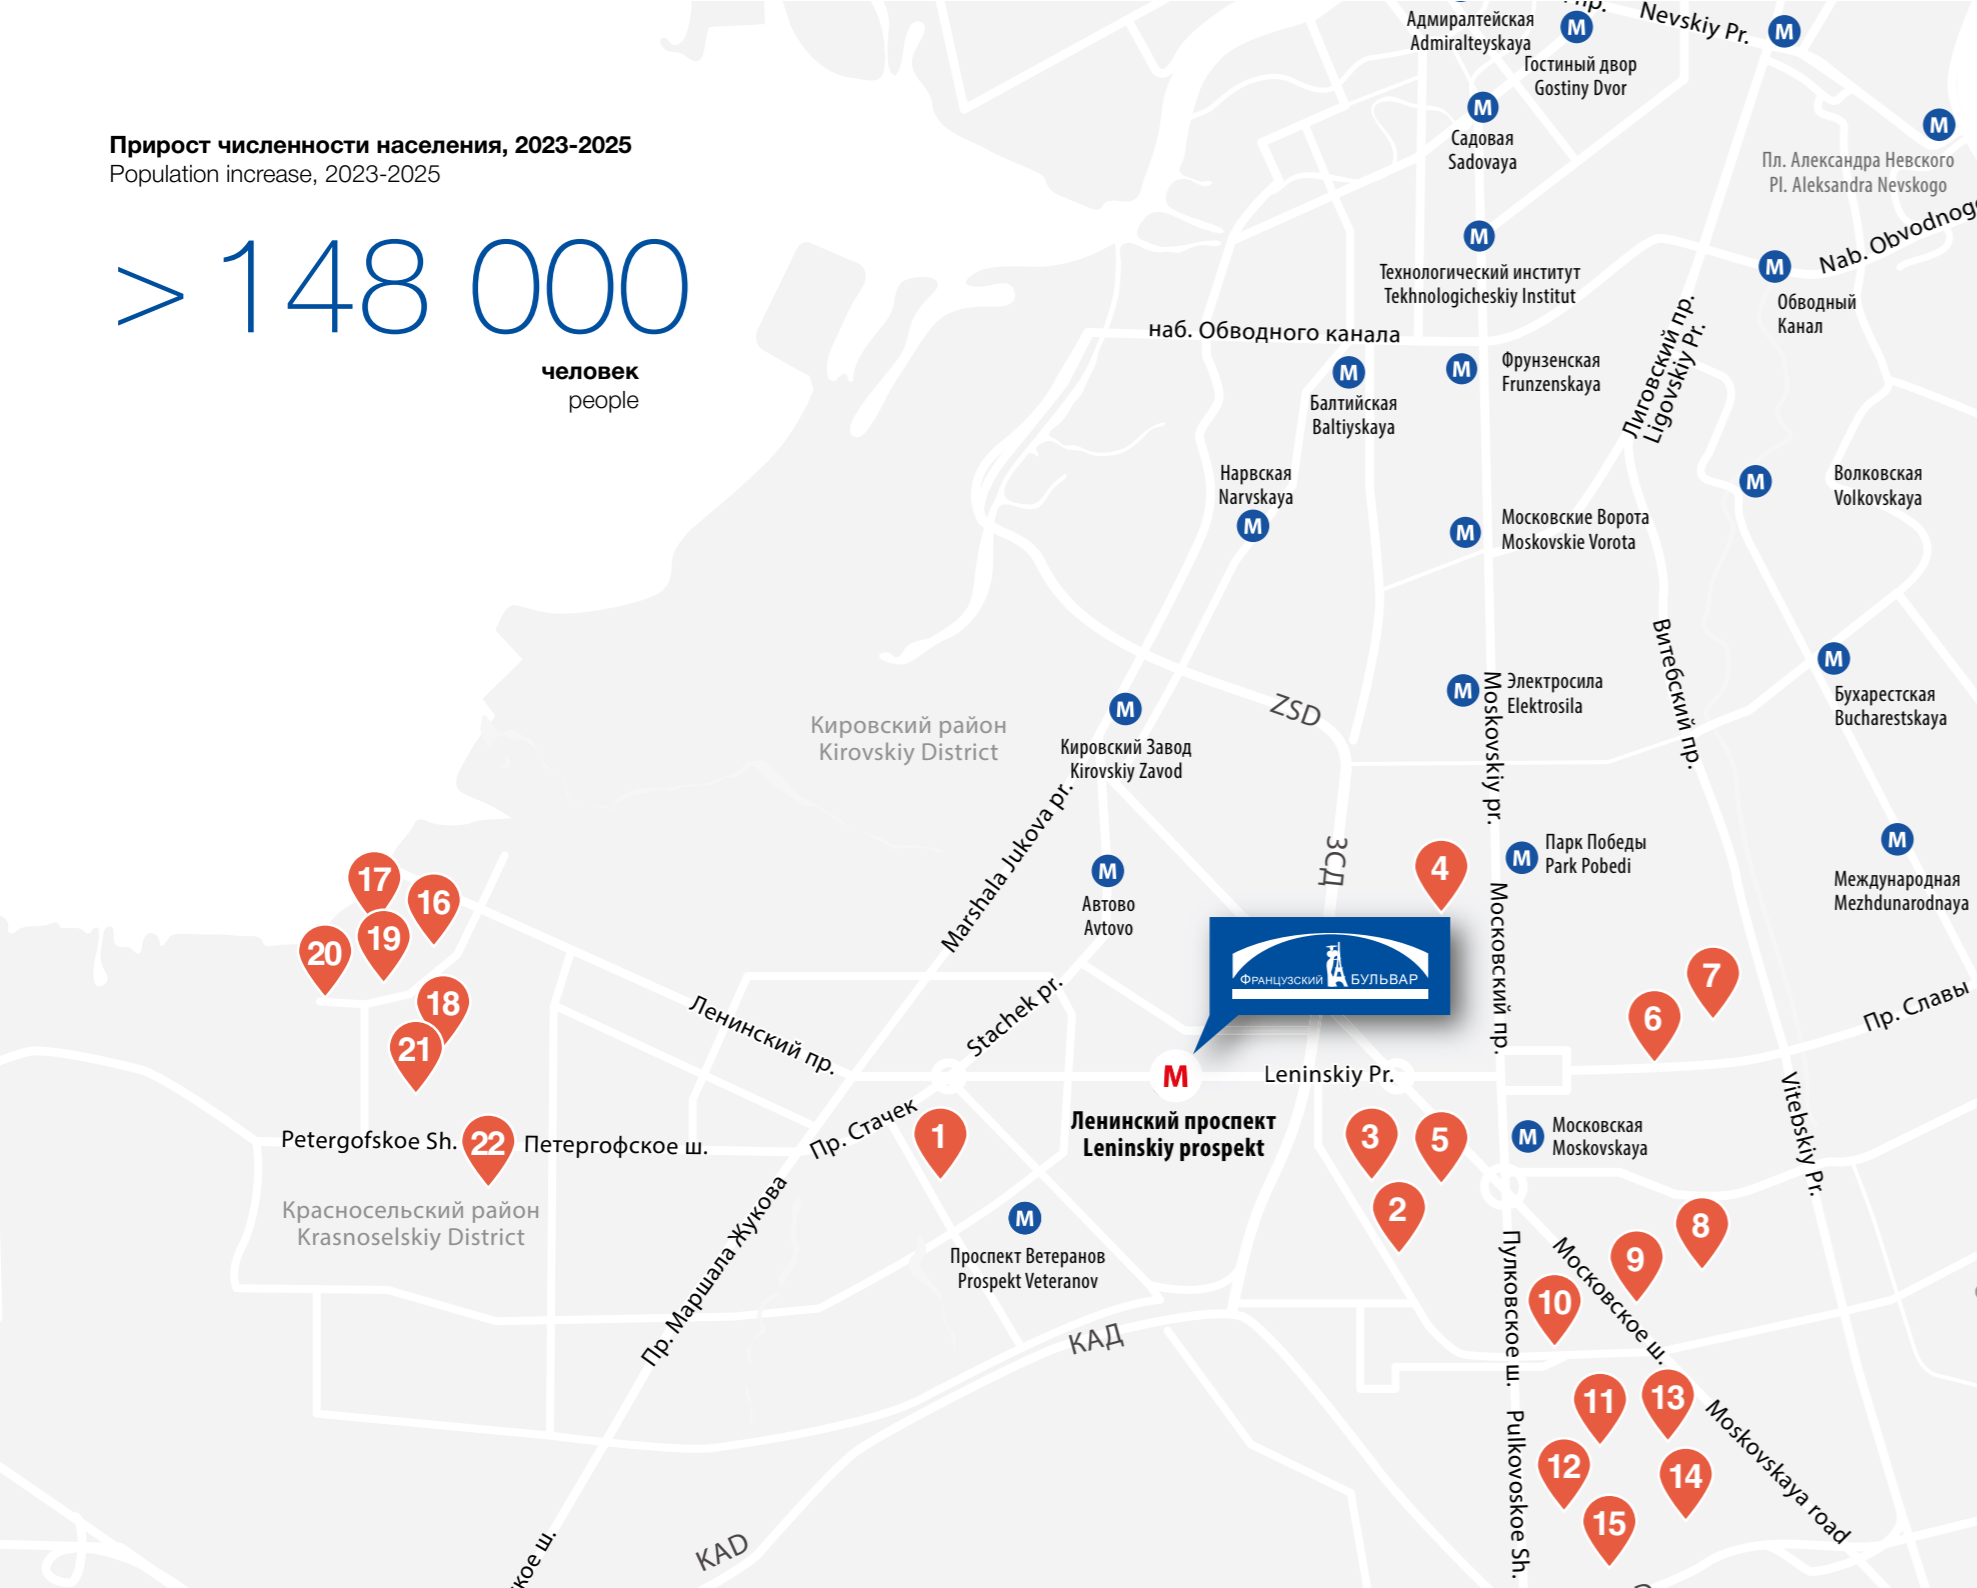 Прирост численности населения, 2023-2025
Population increase, 2023-2025
> 148 000
человек
people
Адмиралтейская
Admiralteyskaya
пр.
Nevskiy Pr.
M
M
Гостиный двор
Gostiny Dvor
M
Садовая
Sadovaya
M
Пл. Александра Невского
Pl. Aleksandra Nevskogo
M
Технологический институт
Tekhnologicheskiy Institut
Nab. Obvodnog
M
Обводный
Канал
наб. Обводного канала
Лиговский пр.
Ligovskiy Pr.
M
Балтийская
Baltiyskaya
M
Фрунзенская
Frunzenskaya
Нарвская
Narvskaya
M
M
Московские Ворота
Moskovskie Vorota
M
Волковская
Volkovskaya
Витебский пр.
M
Бухарестская
Bucharestskaya
M
Электросила
Elektrosila
Moskovskiy pr.
ZSD
Кировский район
Kirovskiy District
M
Кировский Завод
Kirovskiy Zavod
Marshala Jukova pr.
ЗСД
M
Автово
Avtovo
4
M
Парк Победы
Park Pobedi
M
Международная
Mezhdunarodnaya
Московский пр.
17
16
19
20
18
21
ФРАНЦУЗСКИЙ БУЛЬВАР
7
6
Пр. Славы
Ленинский пр.
Stachek pr.
M
Leninskiy Pr.
Ленинский проспект
Leninskiy prospekt
Vitebskiy Pr.
Пр. Стачек
1
3
5
2
M
Московская
Moskovskaya
Petergofskoe Sh.
22
Петергофское ш.
Красносельский район
Krasnoselskiy District
Пр. Маршала Жукова
M
Проспект Ветеранов
Prospekt Veteranov
8
9
10
Пулковское ш.
Московское ш.
КАД
11
13
12
14
15
Pulkovoskoe Sh.
Moskovskaya road
KAD
кое ш.